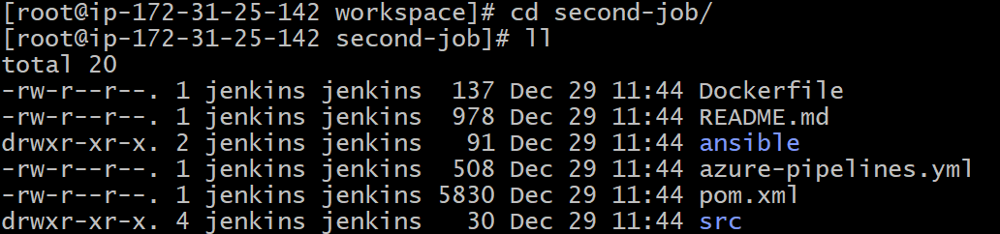 [root@ip-172-31-25-142 workspace]# cd second-job/
[root@ip-172-31-25-142 second-job]# ll
total 20
-rw-r--r--. 1 jenkins jenkins  137 Dec 29 11:44 Dockerfile
-rw-r--r--. 1 jenkins jenkins  978 Dec 29 11:44 README.md
drwxr-xr-x. 2 jenkins jenkins   91 Dec 29 11:44 ansible
-rw-r--r--. 1 jenkins jenkins  508 Dec 29 11:44 azure-pipelines.yml
-rw-r--r--. 1 jenkins jenkins 5830 Dec 29 11:44 pom.xml
drwxr-xr-x. 4 jenkins jenkins   30 Dec 29 11:44 src